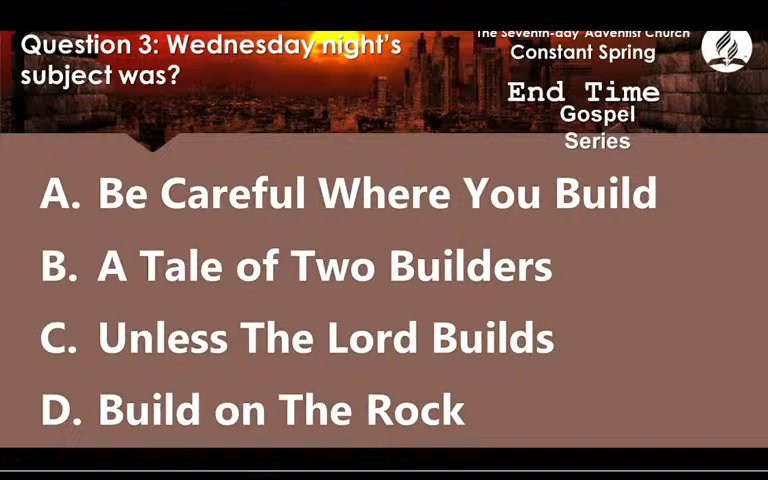 Question 3: Wednesday night's
subject was?
The Seventh-day Adventist Church
Constant Spring
End Time
Gospel
Series
A. Be Careful Where You Build
B. A Tale of Two Builders
C. Unless The Lord Builds
D. Build on The Rock